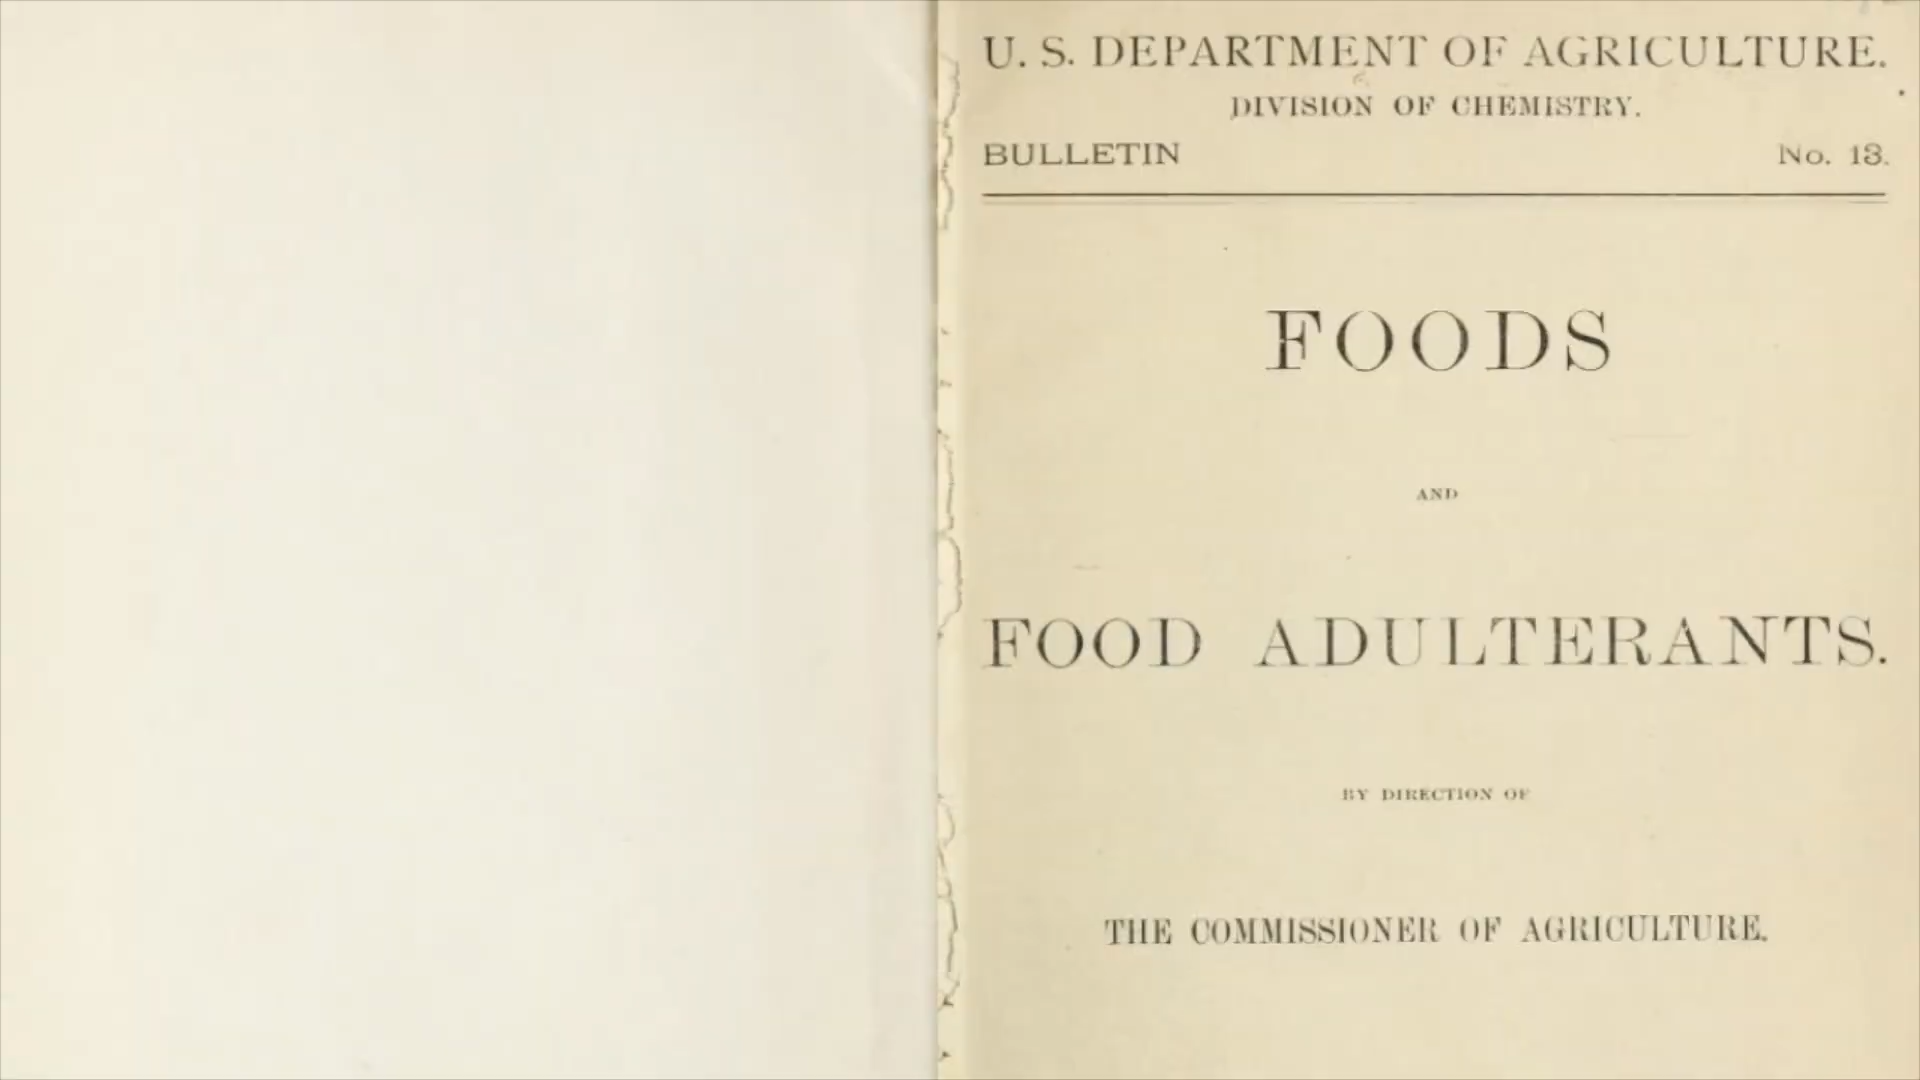 U. S. DEPARTMENT OF AGRICULTURE.
DIVISION OF CHEMISTRY.
BULLETIN No. 13.
FOODS
AND
FOOD ADULTERANTS.
BY DIRECTION OF
THE COMMISSIONER OF AGRICULTURE.